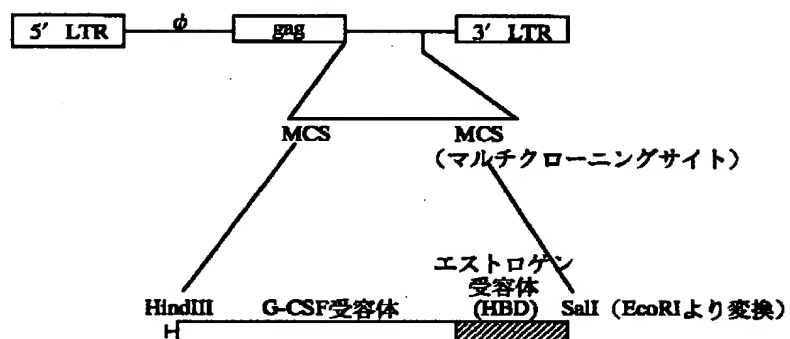 5′ LTR
φ
gag
3′ LTR
MCS
MCS
(マルチクローニングサイト)
エストロゲン
受容体
(HBD)
HindIII
G-CSF受容体
SalI (EcoRIより変換)
H